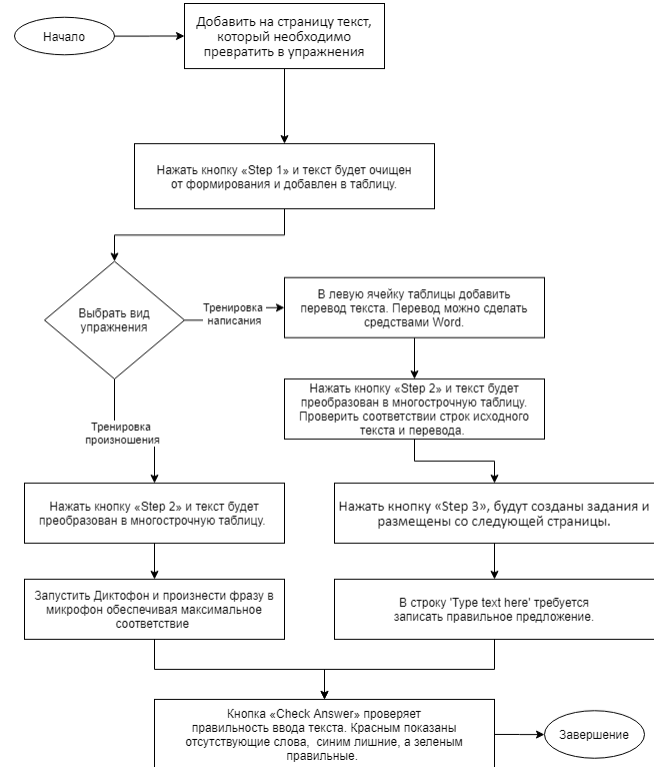 Начало
Добавить на страницу текст,
который необходимо
превратить в упражнения
Нажать кнопку «Step 1» и текст будет очищен
от формирования и добавлен в таблицу.
Выбрать вид
упражнения
Тренировка
написания
В левую ячейку таблицы добавить
перевод текста. Перевод можно сделать
средствами Word.
Нажать кнопку «Step 2» и текст будет
преобразован в многострочную таблицу.
Проверить соответствии строк исходного
текста и перевода.
Тренировка
произношения
Нажать кнопку «Step 2» и текст будет
преобразован в многострочную таблицу.
Нажать кнопку «Step 3», будут созданы задания и
размещены со следующей страницы.
Запустить Диктофон и произнести фразу в
микрофон обеспечивая максимальное
соответствие
В строку 'Type text here' требуется
записать правильное предложение.
Кнопка «Check Answer» проверяет
правильность ввода текста. Красным показаны
отсутствующие слова, синим лишние, а зеленым
правильные.
Завершение